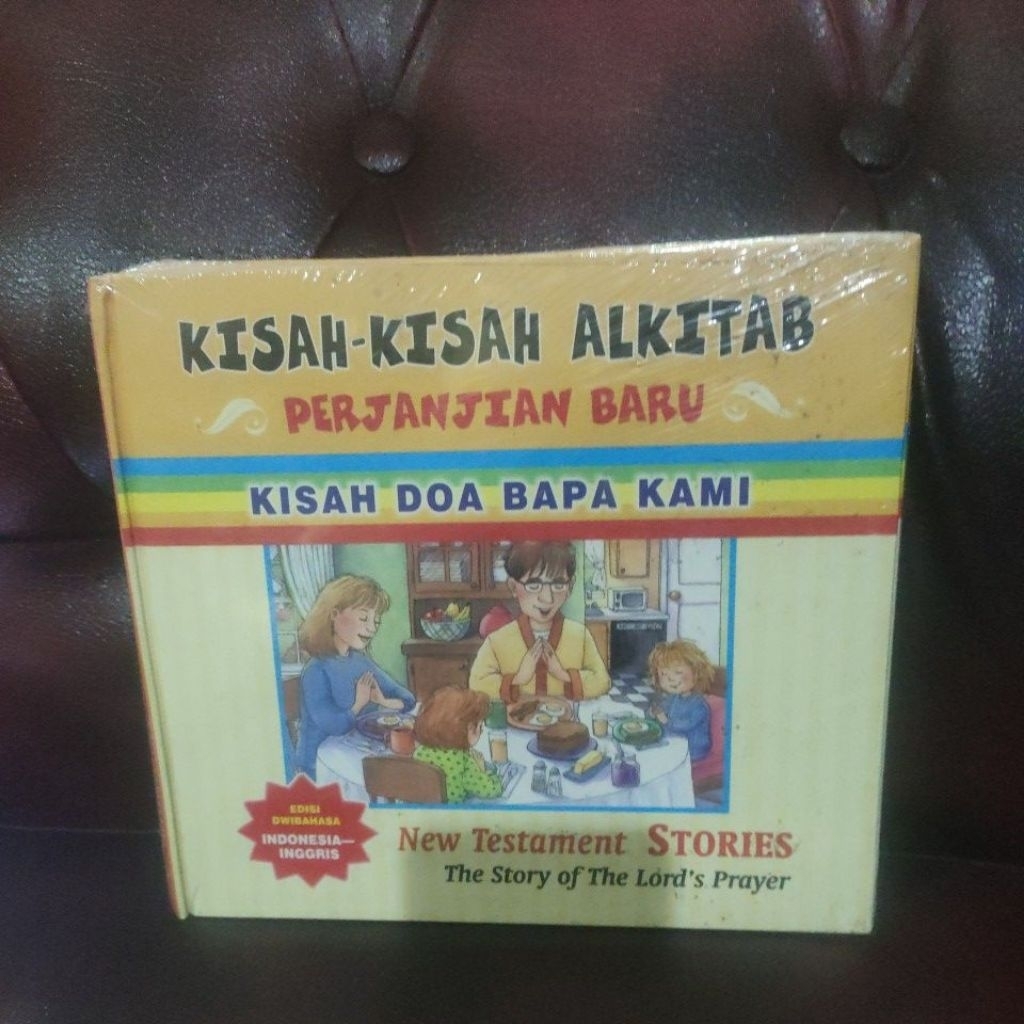 KISAH-KISAH ALKITAB
PERJANJIAN BARU
KISAH DOA BAPA KAMI
EDISI
DWIBAHASA
INDONESIA—
INGGRIS
New Testament STORIES
The Story of The Lord's Prayer